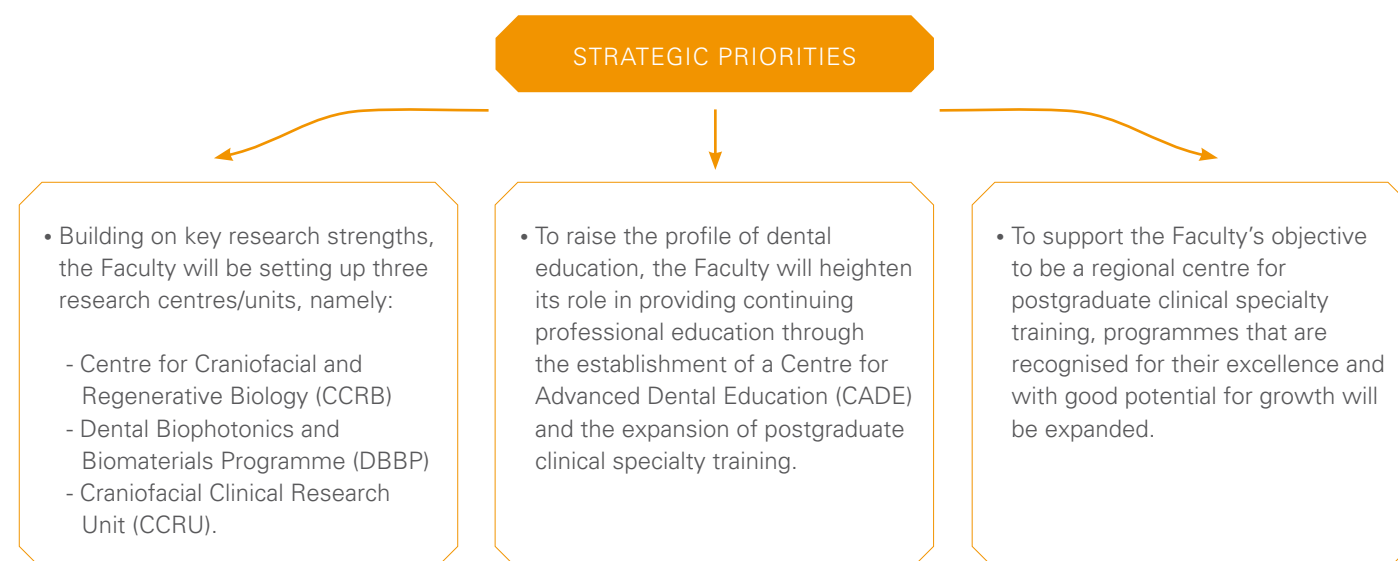 STRATEGIC PRIORITIES
• Building on key research strengths,
the Faculty will be setting up three
research centres/units, namely:
- Centre for Craniofacial and
Regenerative Biology (CCRB)
- Dental Biophotonics and
Biomaterials Programme (DBBP)
- Craniofacial Clinical Research
Unit (CCRU).
• To raise the profile of dental
education, the Faculty will heighten
its role in providing continuing
professional education through
the establishment of a Centre for
Advanced Dental Education (CADE)
and the expansion of postgraduate
clinical specialty training.
• To support the Faculty's objective
to be a regional centre for
postgraduate clinical specialty
training, programmes that are
recognised for their excellence and
with good potential for growth will
be expanded.